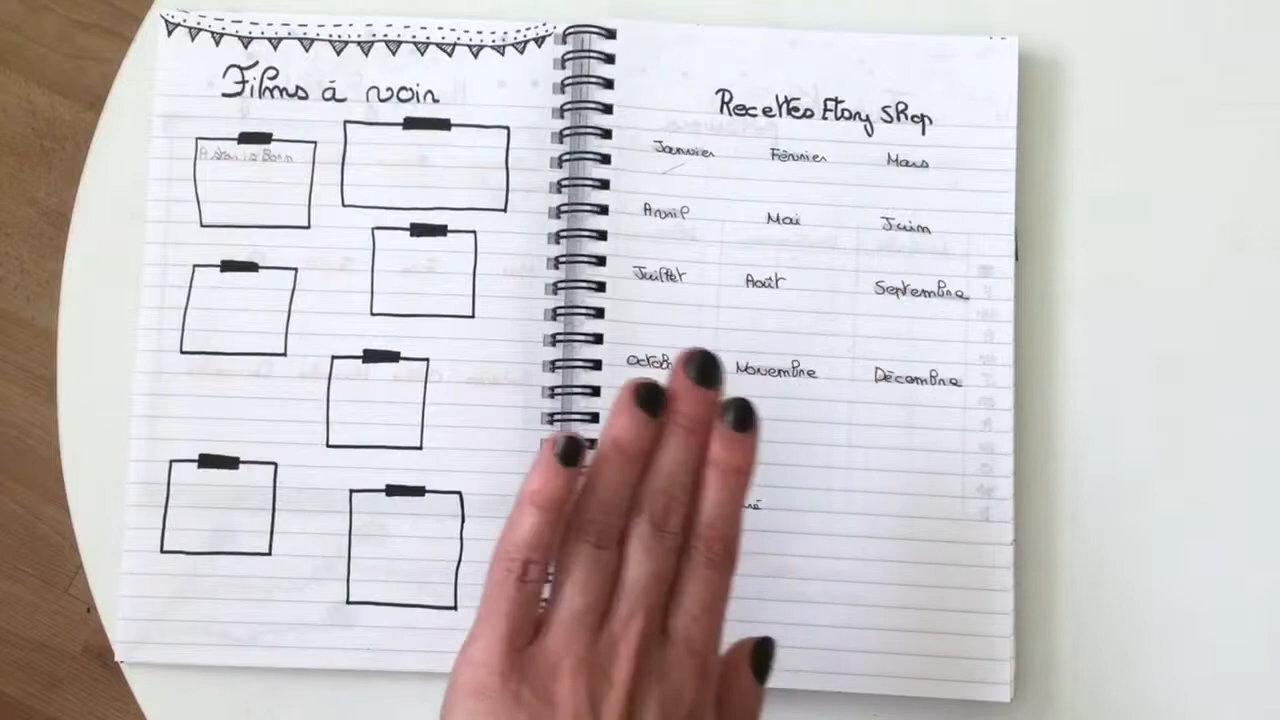 Films à voir
A Star is Born
Recettes Etsy Shop
Janvier Février Mars
Avril Mai Juin
Juillet Août Septembre
Novembre Décembre